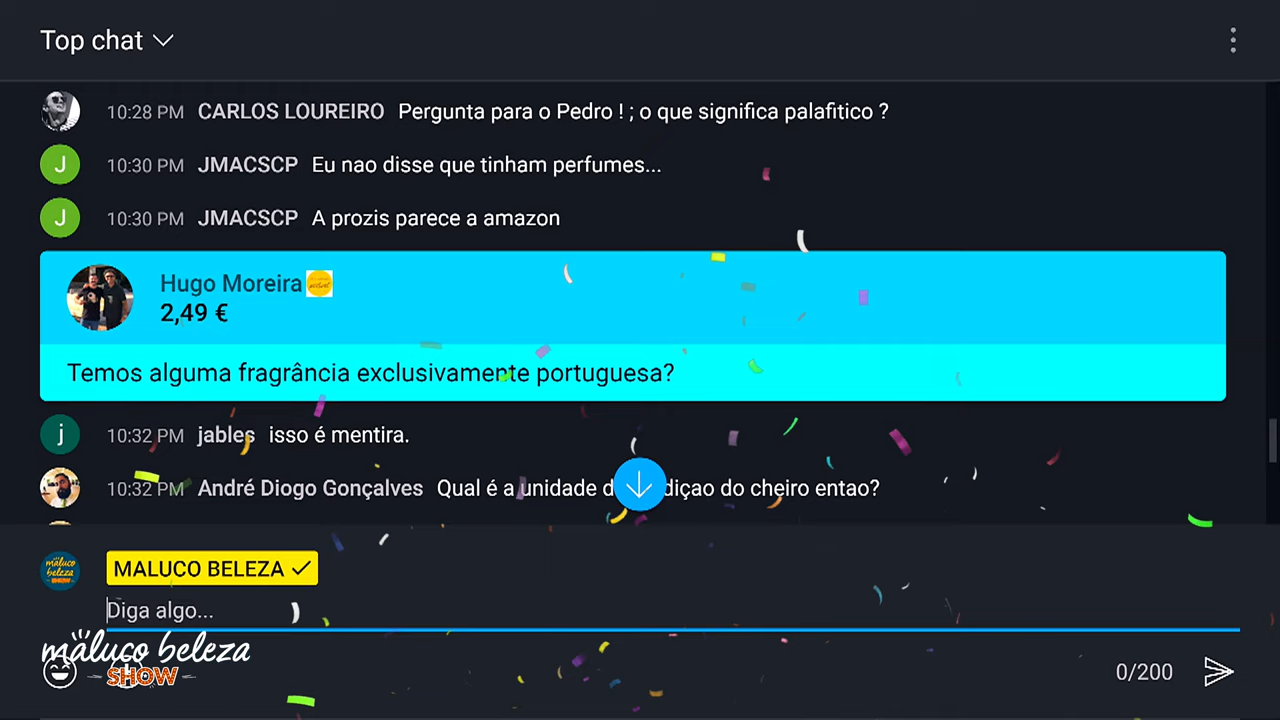 Top chat
10:28 PM CARLOS LOUREIRO Pergunta para o Pedro ! ; o que significa palafitico ?
J 10:30 PM JMACSCP Eu nao disse que tinham perfumes...
J 10:30 PM JMACSCP A prozis parece a amazon
Hugo Moreira
2,49 €
Temos alguma fragrância exclusivamente portuguesa?
j 10:32 PM jables isso é mentira.
10:32 PM André Diogo Gonçalves Qual é a unidade do cheiro entao?
maluco beleza SHOW
MALUCO BELEZA
Diga algo...
maluco beleza
SHOW
0/200